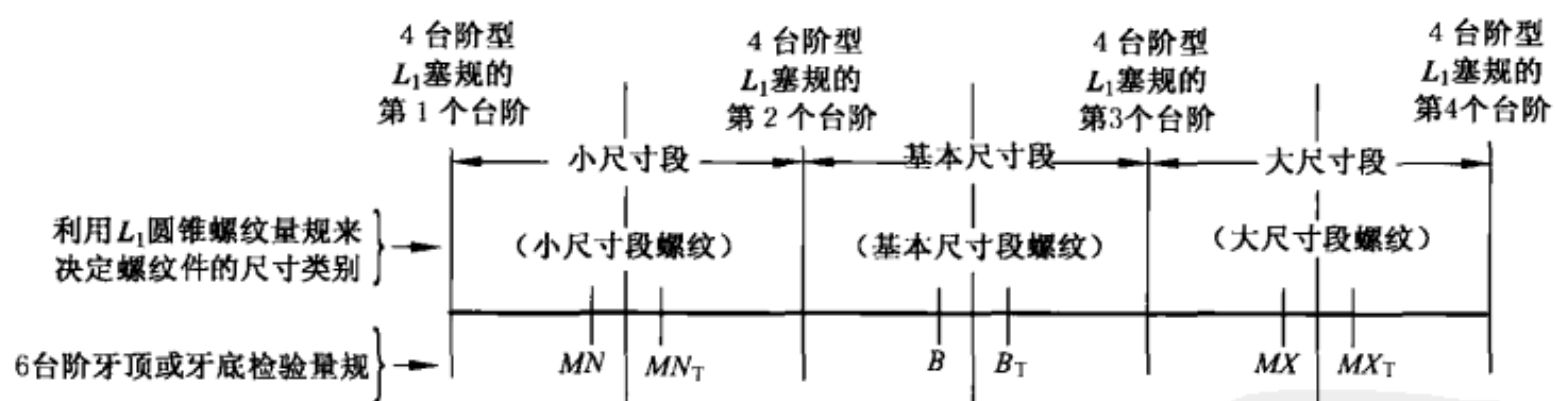 4 台阶型
L₁塞规的
第 1 个台阶
4 台阶型
L₁塞规的
第 2 个台阶
4 台阶型
L₁塞规的
第3个台阶
4 台阶型
L₁塞规的
第4个台阶
小尺寸段
基本尺寸段
大尺寸段
利用L₁圆锥螺纹量规来
决定螺纹件的尺寸类别
（小尺寸段螺纹）
（基本尺寸段螺纹）
（大尺寸段螺纹）
6台阶牙顶或牙底检验量规
MN
MN_T
B
B_T
MX
MX_T